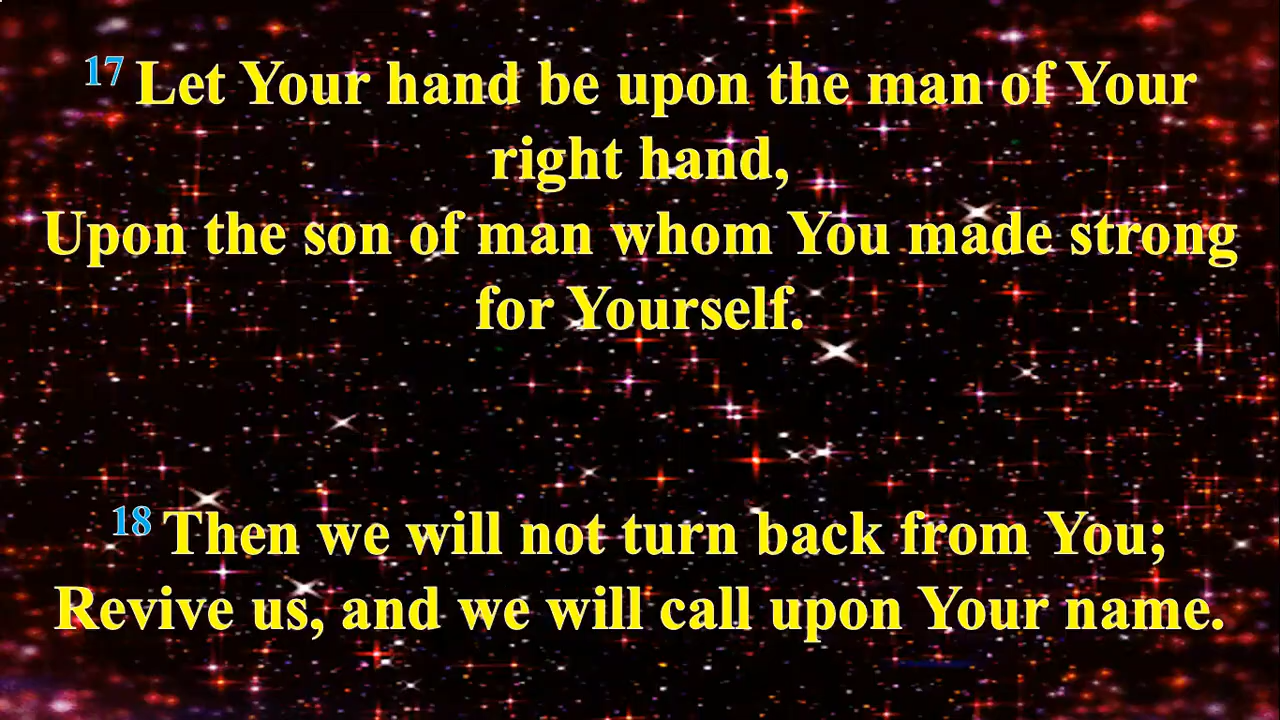 17 Let Your hand be upon the man of Your
right hand,
Upon the son of man whom You made strong
for Yourself.
18 Then we will not turn back from You;
Revive us, and we will call upon Your name.